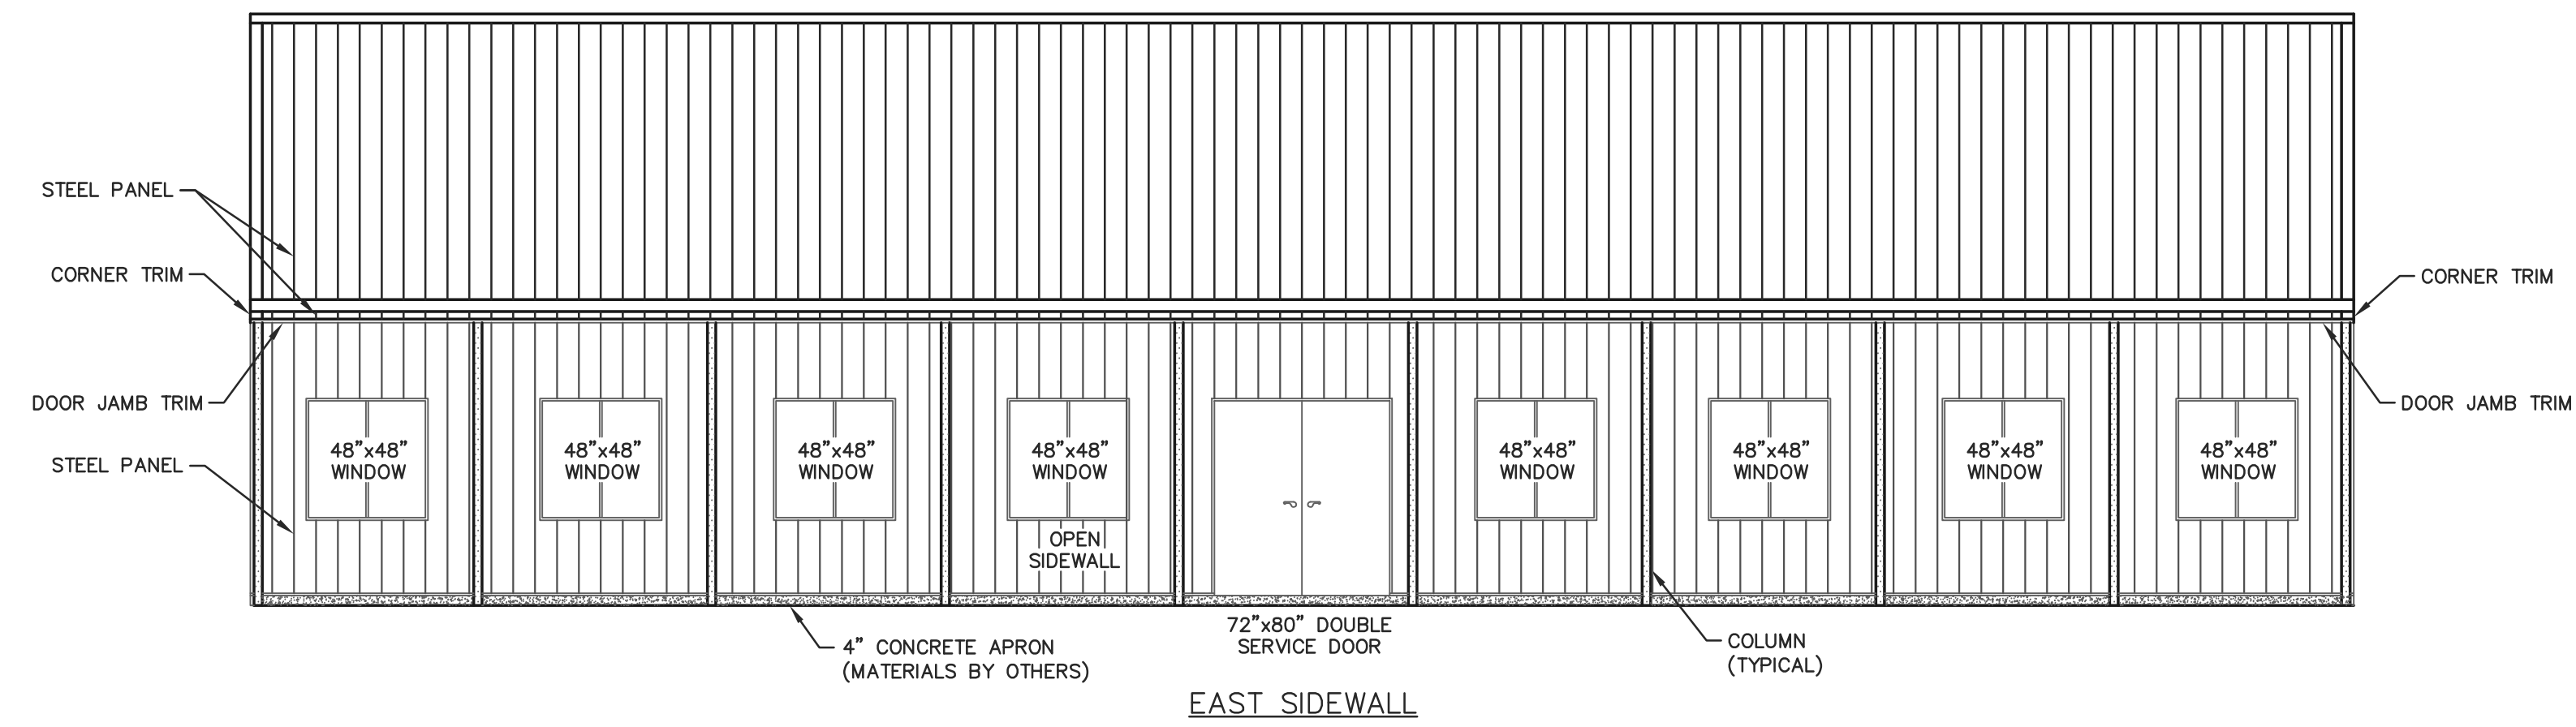 STEEL PANEL
CORNER TRIM
CORNER TRIM
DOOR JAMB TRIM
DOOR JAMB TRIM
STEEL PANEL
48"x48"
WINDOW
48"x48"
WINDOW
48"x48"
WINDOW
48"x48"
WINDOW
48"x48"
WINDOW
48"x48"
WINDOW
48"x48"
WINDOW
48"x48"
WINDOW
OPEN
SIDEWALL
72"x80" DOUBLE
SERVICE DOOR
4" CONCRETE APRON
(MATERIALS BY OTHERS)
COLUMN
(TYPICAL)
EAST SIDEWALL